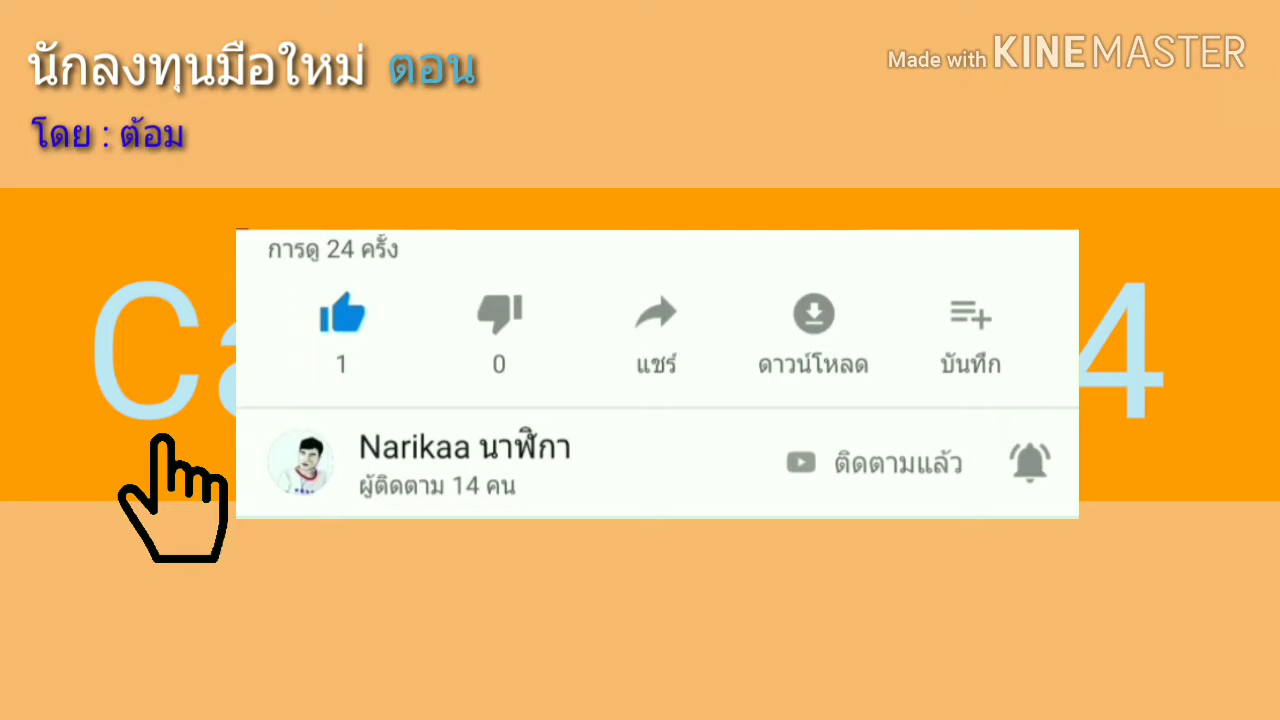 นักลงทุนมือใหม่ ตอน
Made with KINEMASTER
โดย : ต้อม
การดู 24 ครั้ง
1
0
แชร์
ดาวน์โหลด
บันทึก
4
Narikaa นาฬิกา
ติดตามแล้ว
ผู้ติดตาม 14 คน